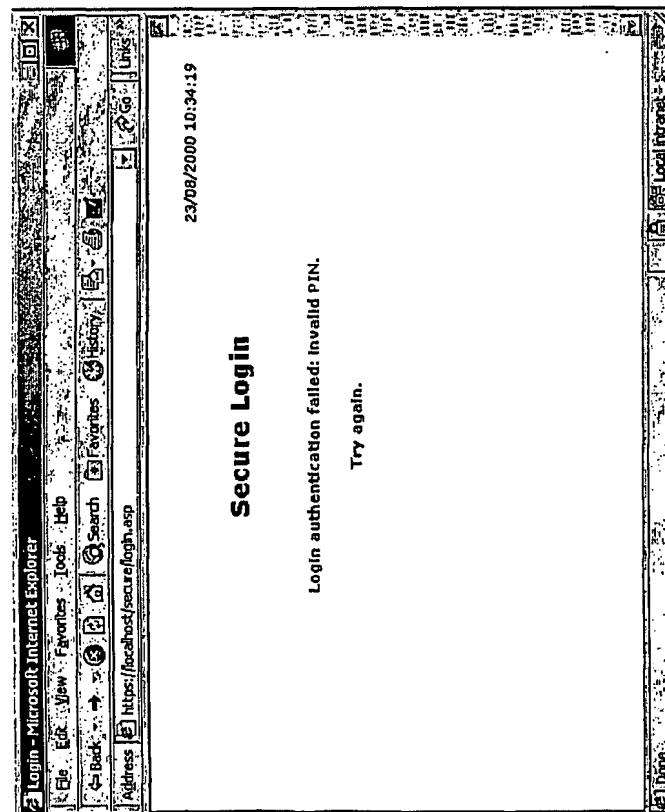 Login - Microsoft Internet Explorer
File Edit View Favorites Tools Help
Back Search Favorites History
Address https://localhost/secure/login.asp Go Links
23/08/2000 10:34:19
Secure Login
Login authentication failed: invalid PIN.
Try again.
Done Local intranet